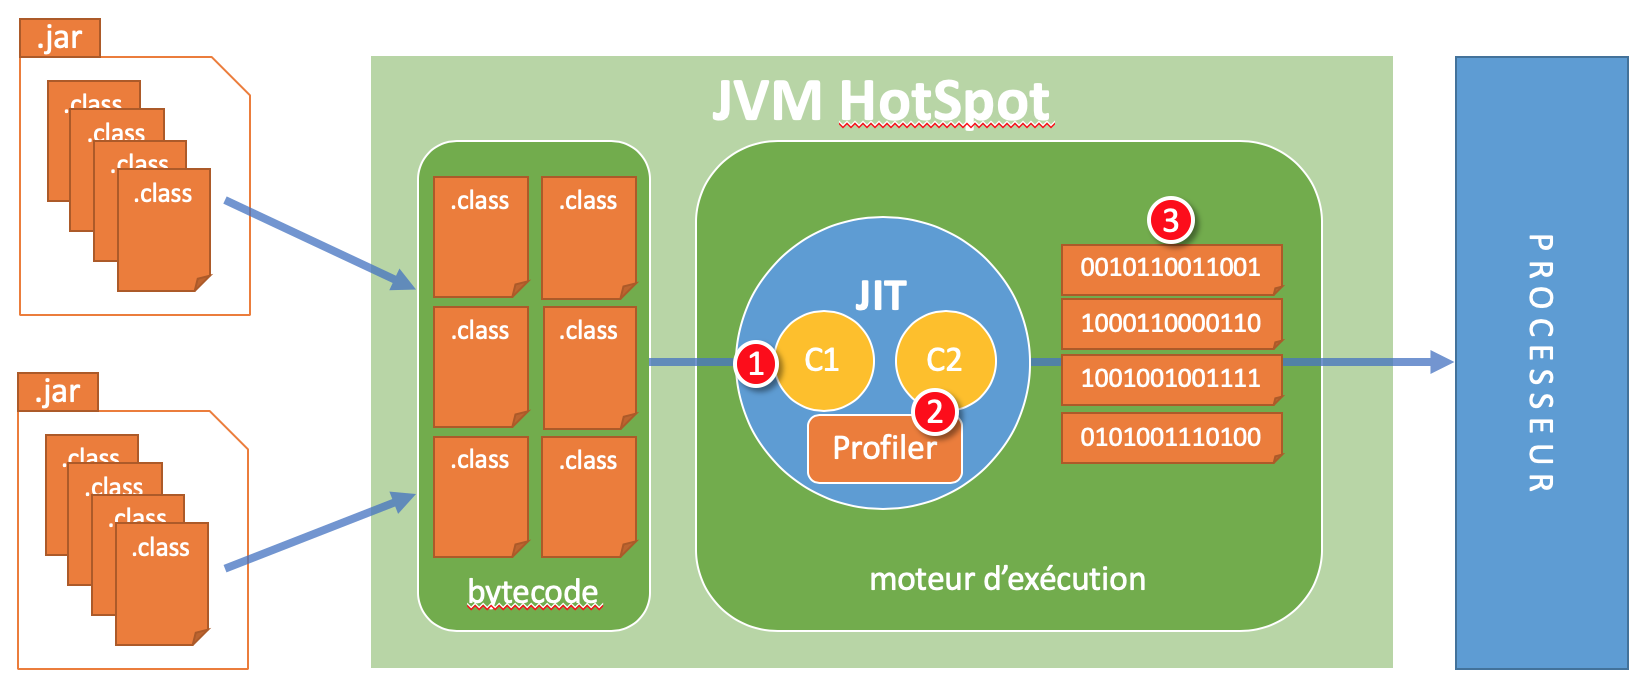 .jar
.class
.class
.class
.class
.jar
.class
.class
.class
.class
JVM HotSpot
.class .class
.class .class
.class .class
bytecode
JIT
1 C1 C2
2
Profiler
3
0010110011001
1000110000110
1001001001111
0101001110100
moteur d’exécution
PROCESSEUR